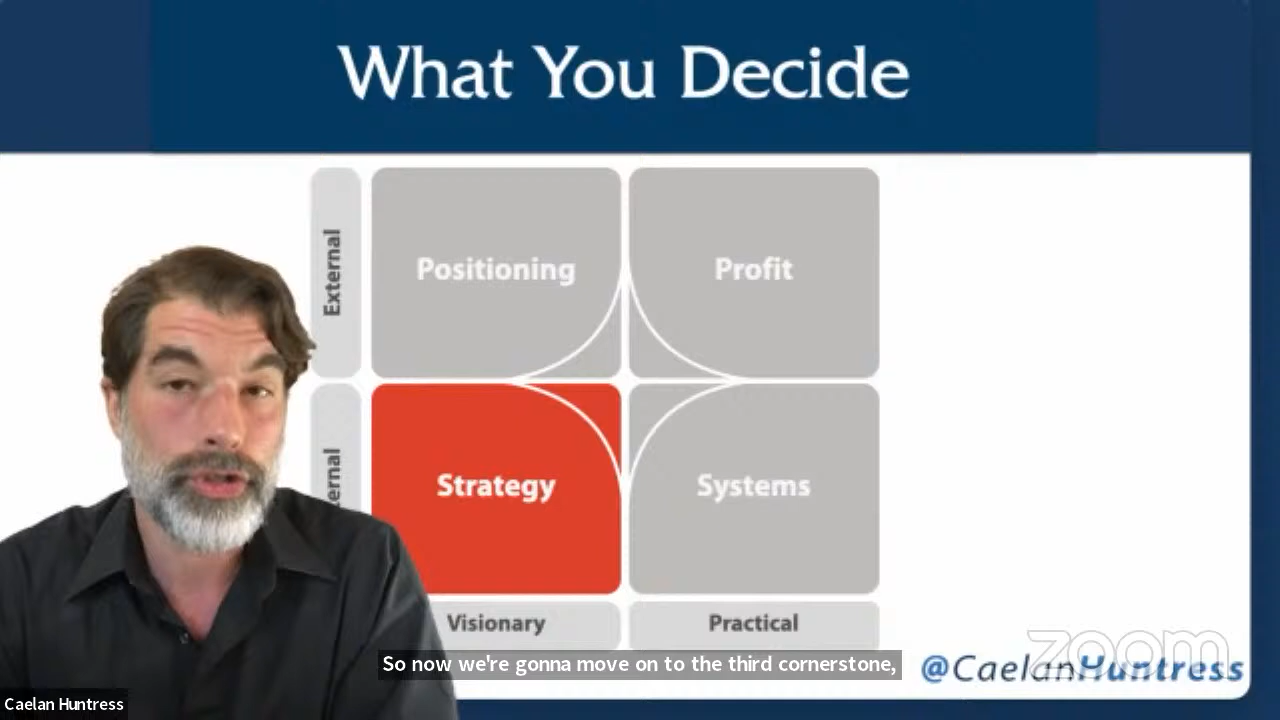 What You Decide
External
Positioning
Profit
ernal
Strategy
Systems
Visionary
Practical
So now we're gonna move on to the third cornerstone,
zoom
@CaelanHuntress
Caelan Huntress